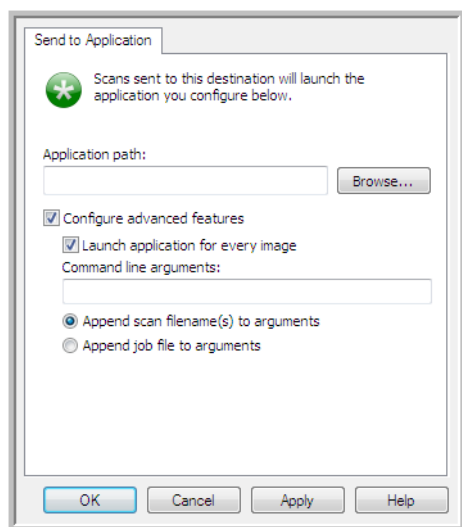 Send to Application
Scans sent to this destination will launch the
application you configure below.
Application path:
Browse...
Configure advanced features
Launch application for every image
Command line arguments:
Append scan filename(s) to arguments
Append job file to arguments
OK Cancel Apply Help